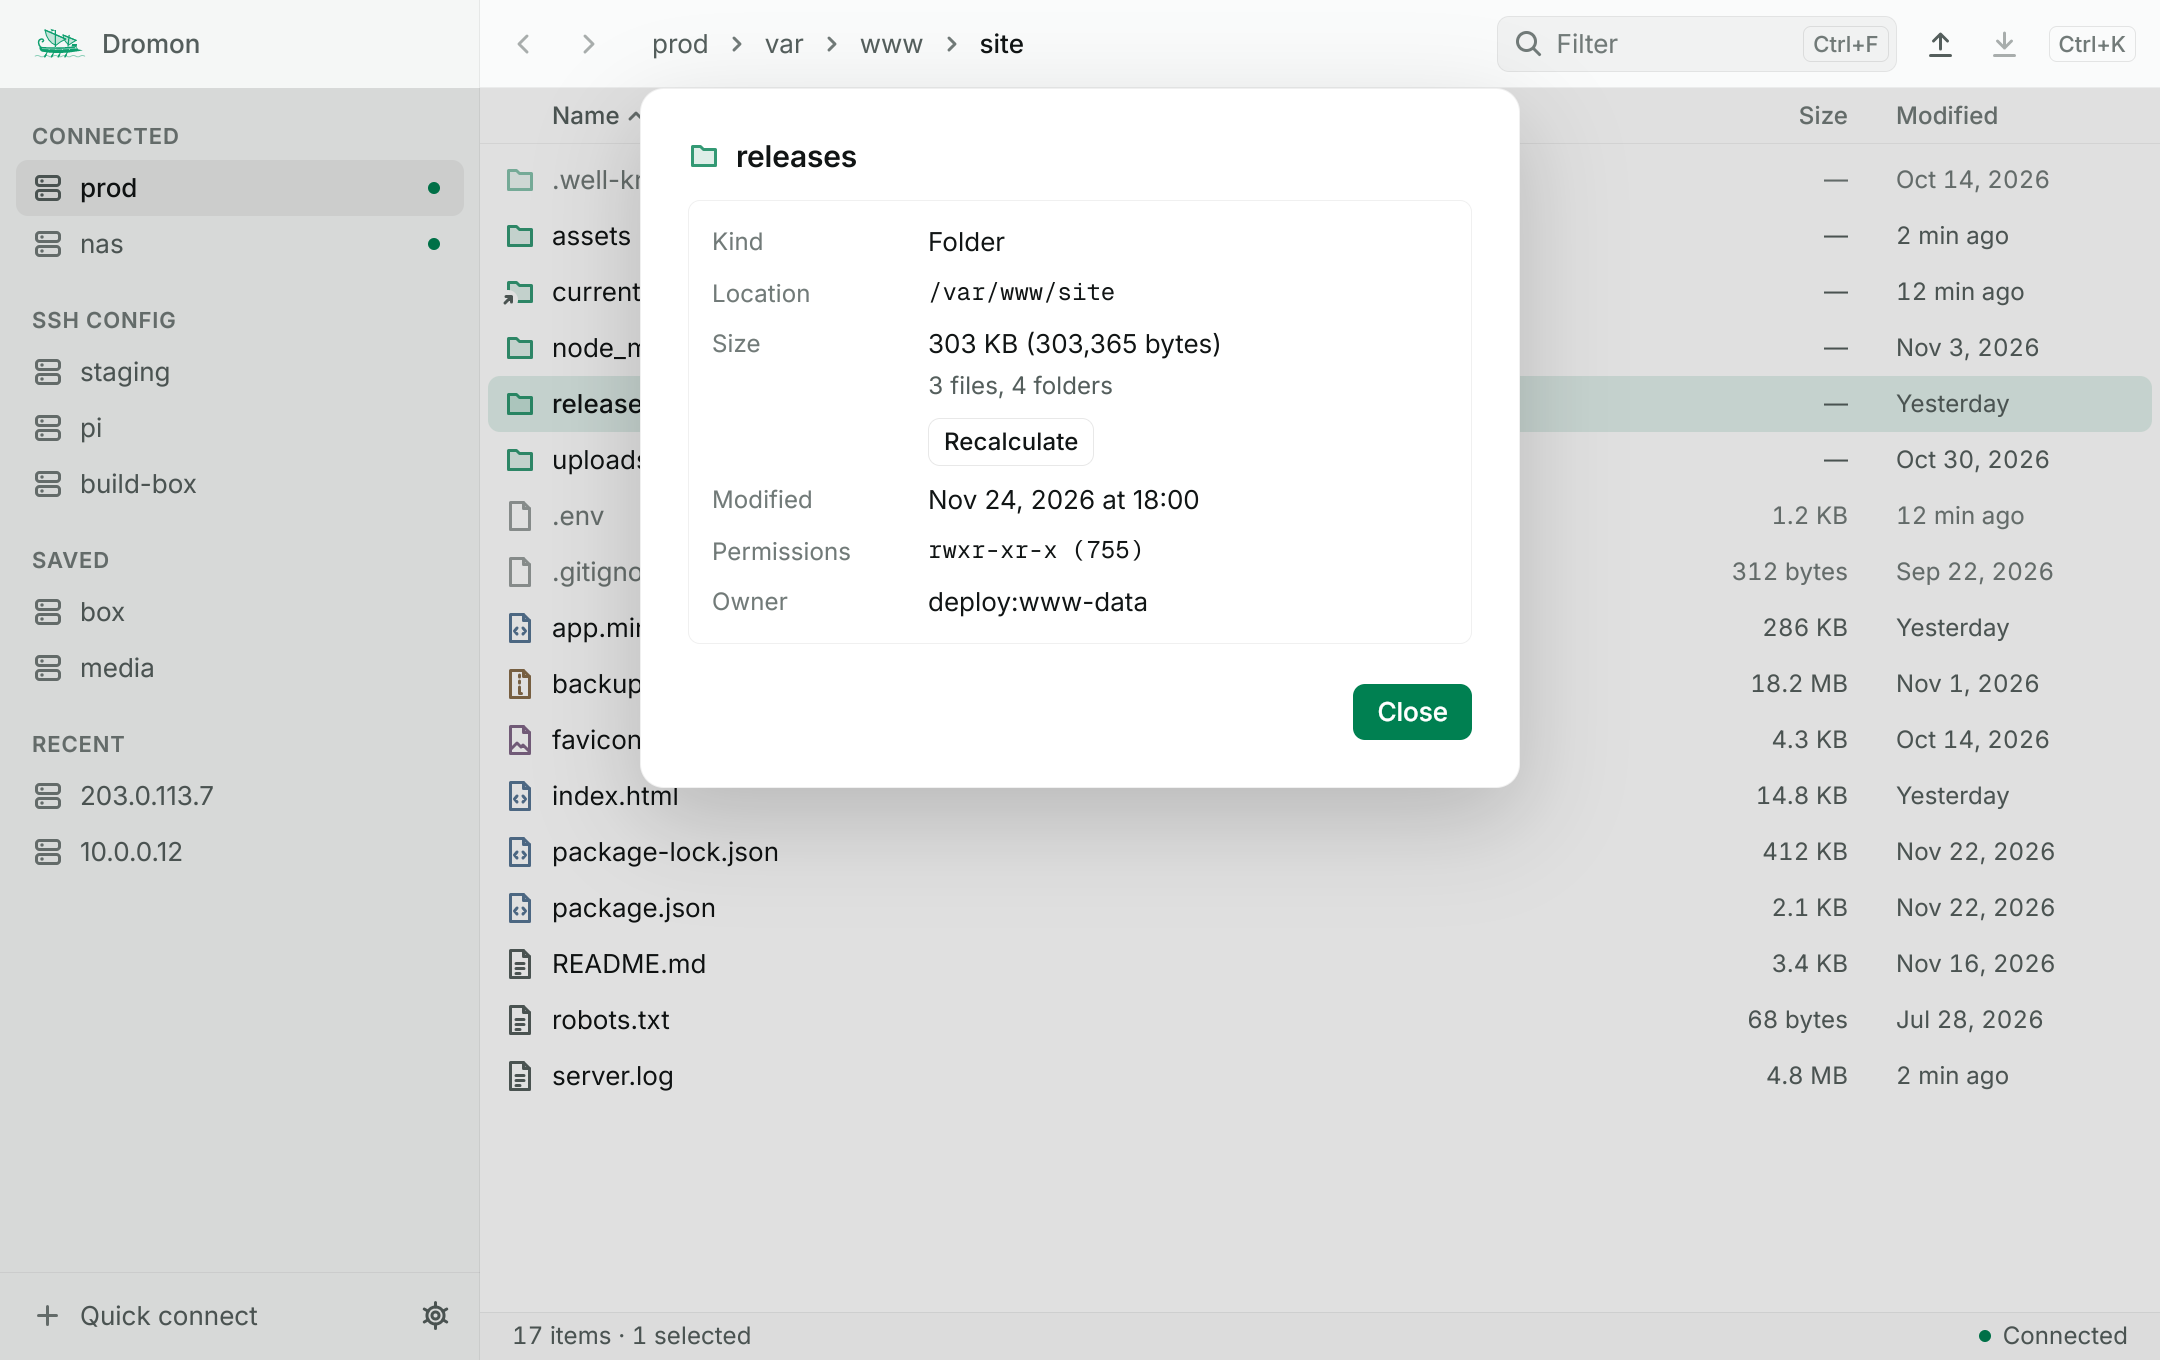 Dromon
prod
var
www
site
Filter
Ctrl+F
Ctrl+K
CONNECTED
prod
nas
SSH CONFIG
staging
pi
build-box
SAVED
box
media
RECENT
203.0.113.7
10.0.0.12
Quick connect
Name Size Modified
.well-kn — Oct 14, 2026
assets — 2 min ago
current — 12 min ago
node_m — Nov 3, 2026
release — Yesterday
uploads — Oct 30, 2026
.env 1.2 KB 12 min ago
.gitigno 312 bytes Sep 22, 2026
app.min 286 KB Yesterday
backup 18.2 MB Nov 1, 2026
favicon 4.3 KB Oct 14, 2026
index.html 14.8 KB Yesterday
package-lock.json 412 KB Nov 22, 2026
package.json 2.1 KB Nov 22, 2026
README.md 3.4 KB Nov 16, 2026
robots.txt 68 bytes Jul 28, 2026
server.log 4.8 MB 2 min ago
releases
Kind Folder
Location /var/www/site
Size 303 KB (303,365 bytes)
3 files, 4 folders
Recalculate
Modified Nov 24, 2026 at 18:00
Permissions rwxr-xr-x (755)
Owner deploy:www-data
Close
17 items · 1 selected
Connected